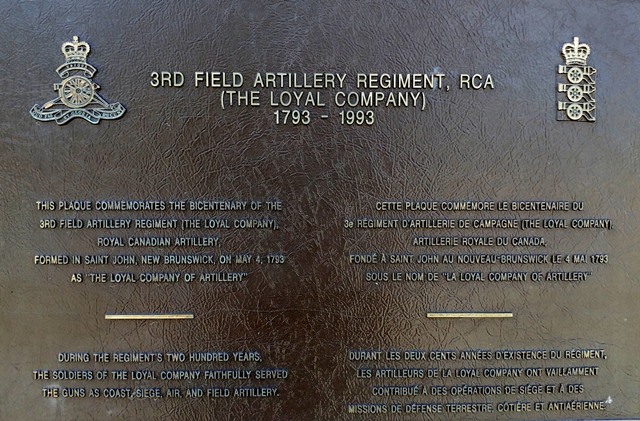 3RD FIELD ARTILLERY REGIMENT, RCA
(THE LOYAL COMPANY)
1793 - 1993
THIS PLAQUE COMMEMORATES THE BICENTENARY OF THE
3RD FIELD ARTILLERY REGIMENT (THE LOYAL COMPANY),
ROYAL CANADIAN ARTILLERY,
FORMED IN SAINT JOHN, NEW BRUNSWICK, ON MAY 4, 1793
AS "THE LOYAL COMPANY OF ARTILLERY"
DURING THE REGIMENT'S TWO HUNDRED YEARS,
THE SOLDIERS OF THE LOYAL COMPANY FAITHFULLY SERVED
THE GUNS AS COAST, SIEGE, AIR, AND FIELD ARTILLERY.
CETTE PLAQUE COMMÉMORE LE BICENTENAIRE DU
3e RÉGIMENT D'ARTILLERIE DE CAMPAGNE (THE LOYAL COMPANY),
ARTILLERIE ROYALE DU CANADA,
FONDÉ À SAINT JOHN AU NOUVEAU-BRUNSWICK LE 4 MAI 1793
SOUS LE NOM DE "LA LOYAL COMPANY OF ARTILLERY"
DURANT LES DEUX CENTS ANNÉES D'EXISTENCE DU RÉGIMENT,
LES ARTILLEURS DE LA LOYAL COMPANY ONT VAILLAMMENT
CONTRIBUÉ À DES OPÉRATIONS DE SIÈGE ET À DES
MISSIONS DE DÉFENSE TERRESTRE, CÔTIÈRE ET ANTIAÉRIENNE.